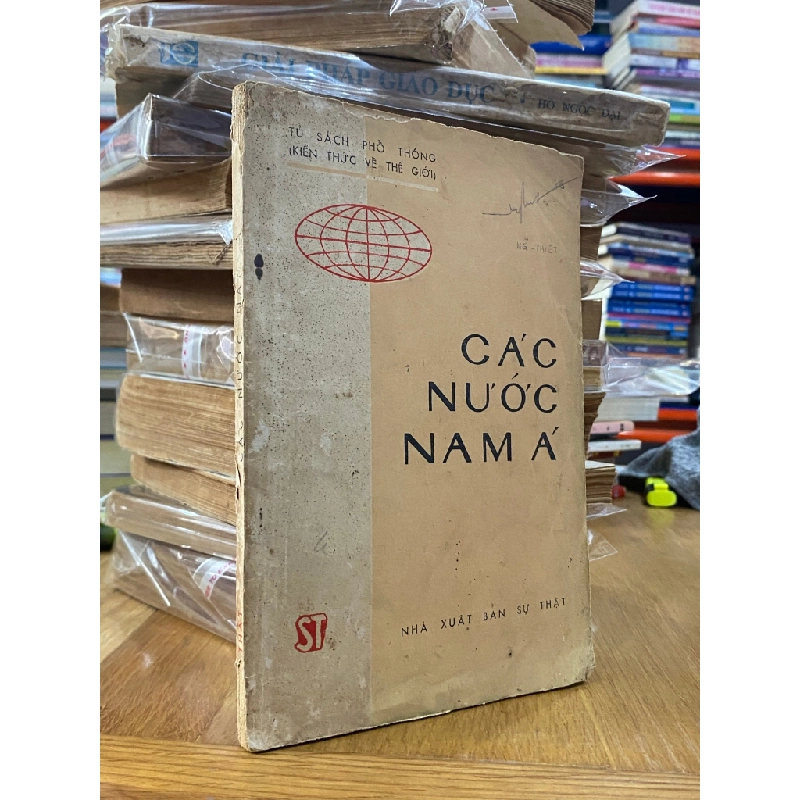 GIẢI PHÁP GIÁO DỤC
HỒ NGỌC ĐẠI
TỦ SÁCH PHỔ THÔNG
(KIẾN THỨC VỀ THẾ GIỚI)
CÁC
NƯỚC
NAM Á
ST
NHÀ XUẤT BẢN SỰ THẬT